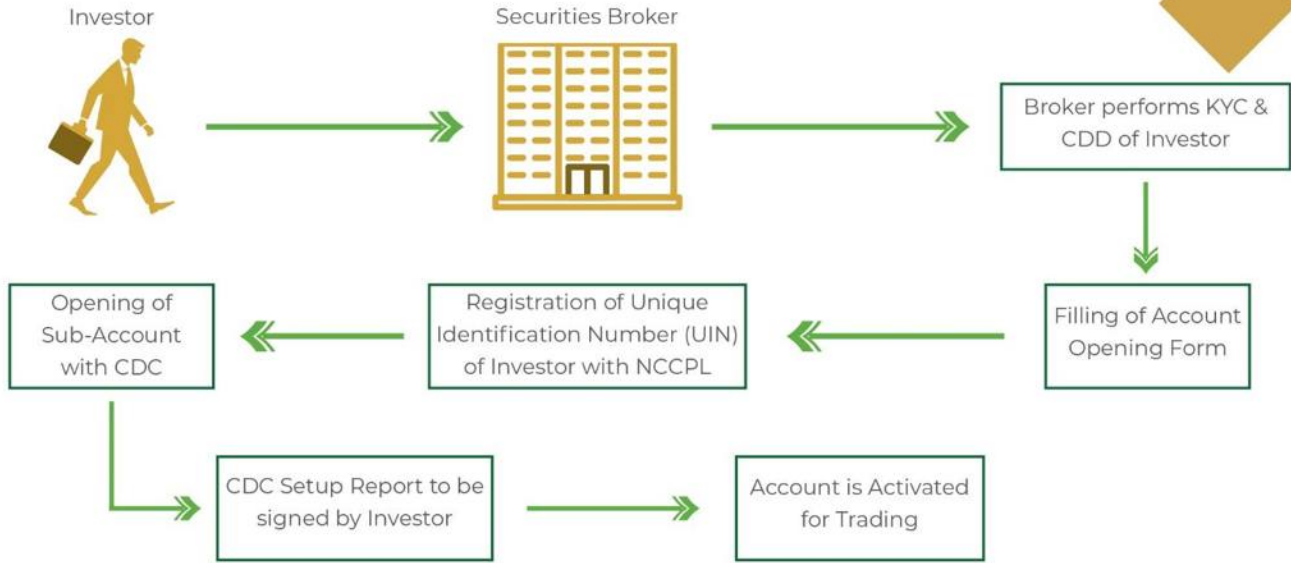 Investor
Securities Broker
Broker performs KYC &
CDD of Investor
Filling of Account
Opening Form
Registration of Unique
Identification Number (UIN)
of Investor with NCCPL
Opening of
Sub-Account
with CDC
CDC Setup Report to be
signed by Investor
Account is Activated
for Trading